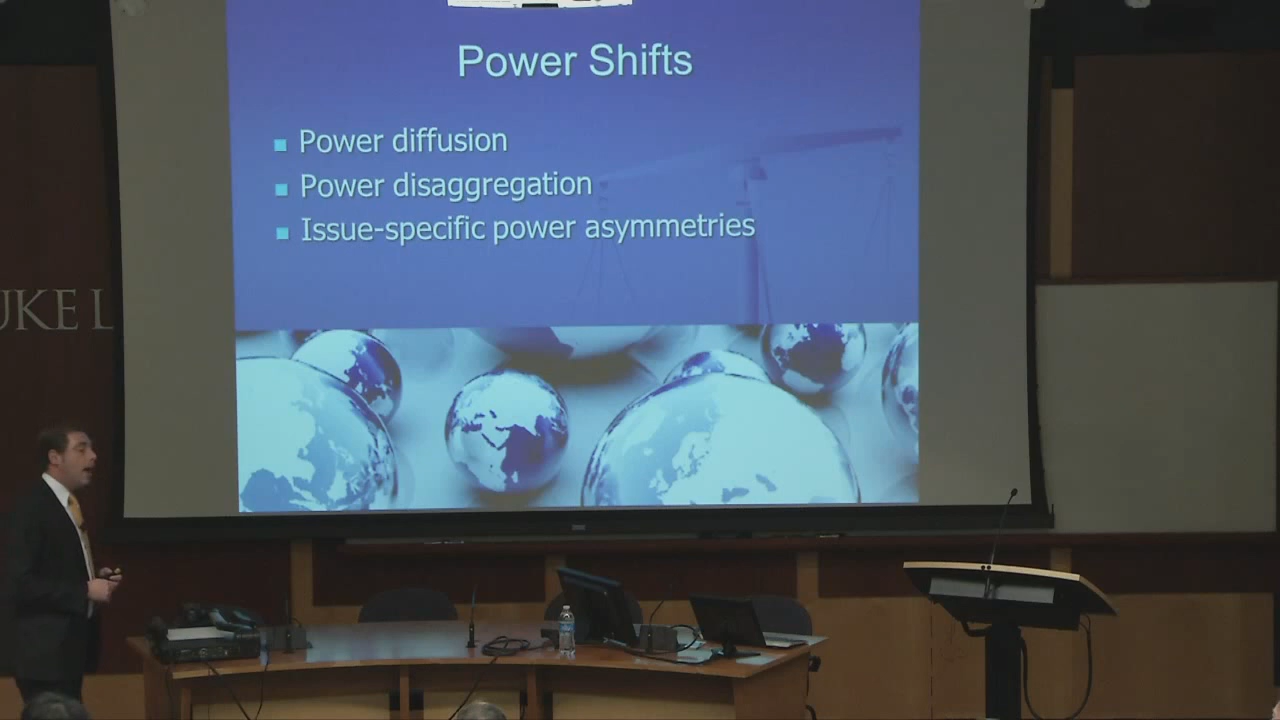 Power Shifts
Power diffusion
Power disaggregation
Issue-specific power asymmetries
UKE L